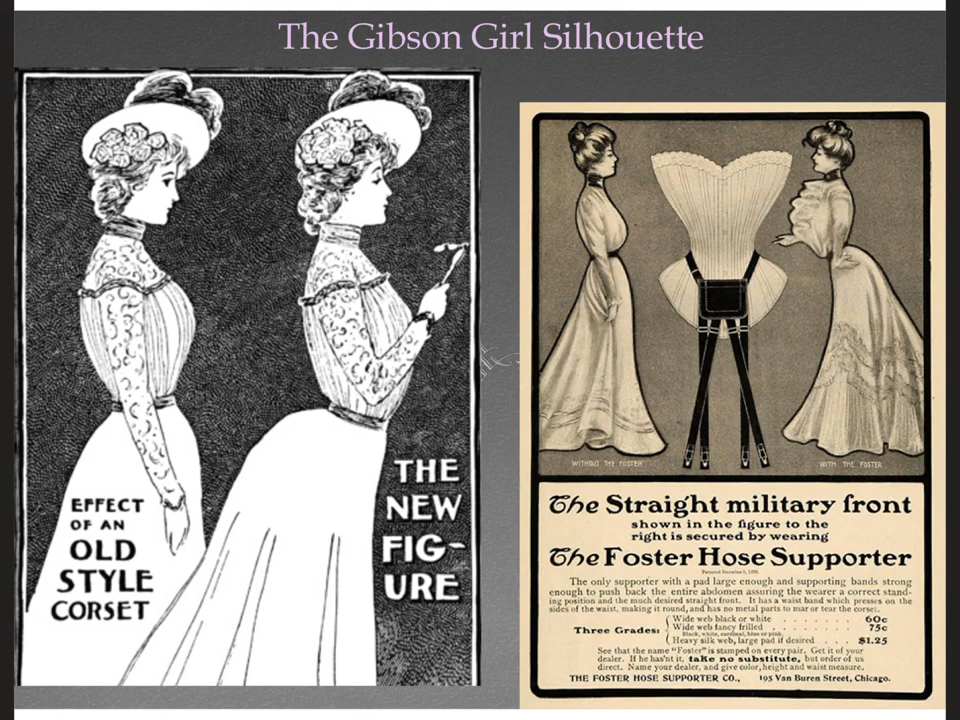 The Gibson Girl Silhouette
EFFECT
OF AN
OLD
STYLE
CORSET
THE
NEW
FIG-
URE
WITHOUT THE FOSTER
WITH THE FOSTER
The Straight military front
shown in the figure to the
right is secured by wearing
The Foster Hose Supporter
The only supporter with a pad large enough and supporting bands strong
enough to push back the entire abdomen assuring the wearer a correct stand-
ing position and the much desired straight front. It has a waist band which presses on the
sides of the waist, making it round, and has no metal parts to mar or tear the corset.
Three Grades: Wide web black or white . . . . . . . 60c
Wide web fancy frilled . . . . . . . 75c
Black, white, cardinal, blue or pink.
Heavy silk web, large pad if desired . . . $1.25
See that the name "Foster" is stamped on every pair. Get it of your
dealer. If he has'nt it, take no substitute, but order of us
direct. Name your dealer, and give color, height and waist measure.
THE FOSTER HOSE SUPPORTER CO., 195 Van Buren Street, Chicago.